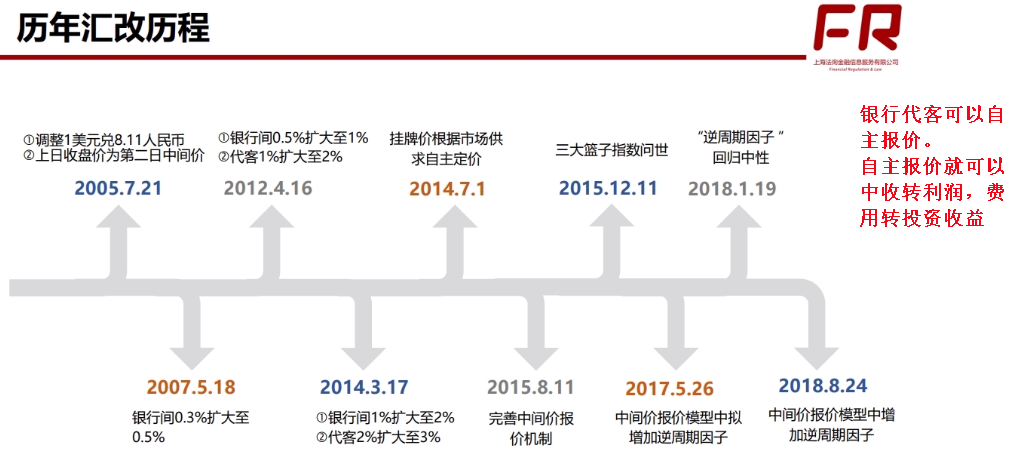 历年汇改历程
FR
上海法询金融信息服务有限公司
Financial Regulation & Law
银行代客可以自
主报价。
自主报价就可以
中收转利润，费
用转投资收益
①调整1美元兑8.11人民币
②上日收盘价为第二日中间价
2005.7.21
①银行间0.5%扩大至1%
②代客1%扩大至2%
2012.4.16
挂牌价根据市场供
求自主定价
2014.7.1
三大篮子指数问世
2015.12.11
“逆周期因子“
回归中性
2018.1.19
2007.5.18
银行间0.3%扩大至
0.5%
2014.3.17
①银行间1%扩大至2%
②代客2%扩大至3%
2015.8.11
完善中间价报
价机制
2017.5.26
中间价报价模型中拟
增加逆周期因子
2018.8.24
中间价报价模型中增
加逆周期因子